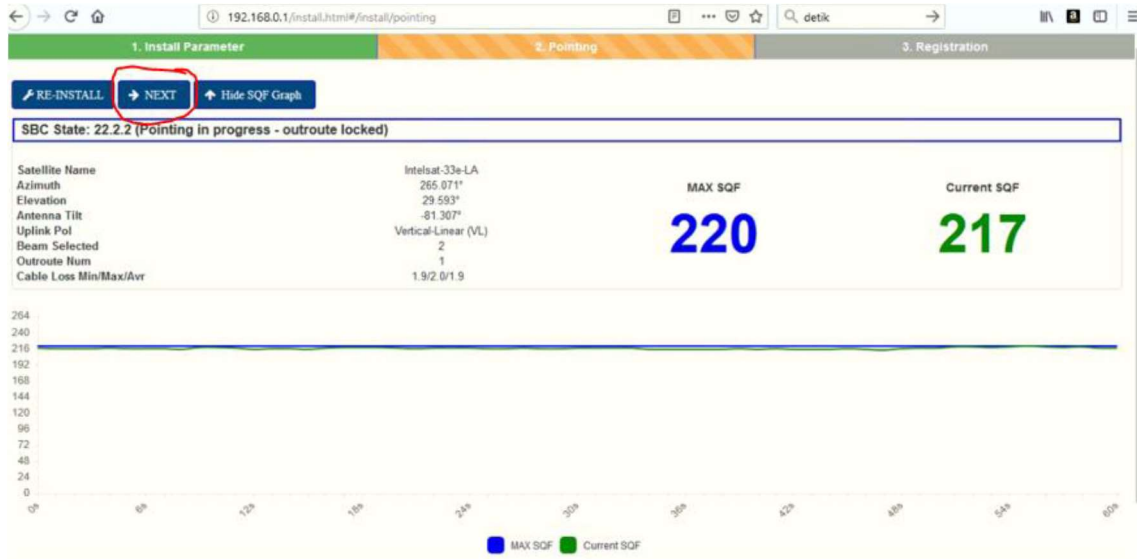 192.168.0.1/install.html#/install/pointing
detik
1. Install Parameter
2. Pointing
3. Registration
RE-INSTALL
NEXT
Hide SQF Graph
SBC State: 22.2.2 (Pointing in progress - outroute locked)
Satellite Name Intelsat-33e-LA
Azimuth 265.071°
Elevation 29.593°
Antenna Tilt -81.307°
Uplink Pol Vertical-Linear (VL)
Beam Selected 2
Outroute Num 1
Cable Loss Min/Max/Avr 1.9/2.0/1.9
MAX SQF
220
Current SQF
217
264
240
216
192
168
144
120
96
72
48
24
0
0s 6s 12s 18s 24s 30s 36s 42s 48s 54s 60s
MAX SQF Current SQF